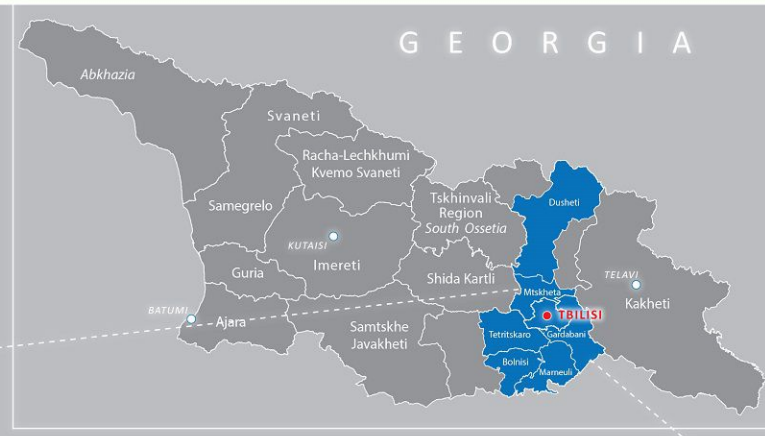 GEORGIA
Abkhazia
Svaneti
Racha-Lechkhumi
Kvemo Svaneti
Samegrelo
Tskhinvali
Region
South Ossetia
Dusheti
KUTAISI
Imereti
Guria
Shida Kartli
TELAVI
Kakheti
Mtskheta
BATUMI
Ajara
TBILISI
Samtskhe
Javakheti
Tetritskaro
Gardabani
Bolnisi
Marneuli